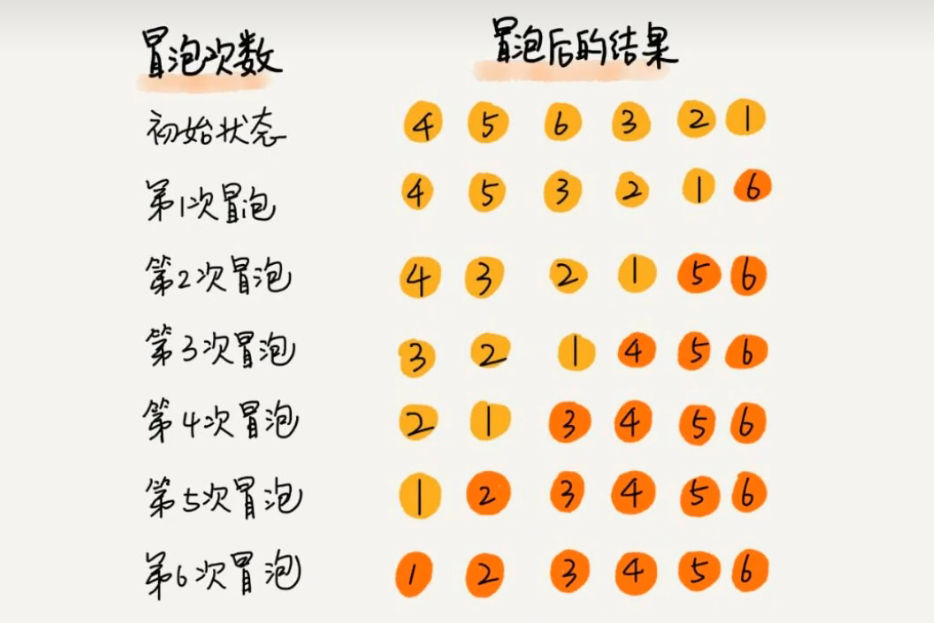 冒泡次数 冒泡后的结果
初始状态 4 5 6 3 2 1
第1次冒泡 4 5 3 2 1 6
第2次冒泡 4 3 2 1 5 6
第3次冒泡 3 2 1 4 5 6
第4次冒泡 2 1 3 4 5 6
第5次冒泡 1 2 3 4 5 6
第6次冒泡 1 2 3 4 5 6